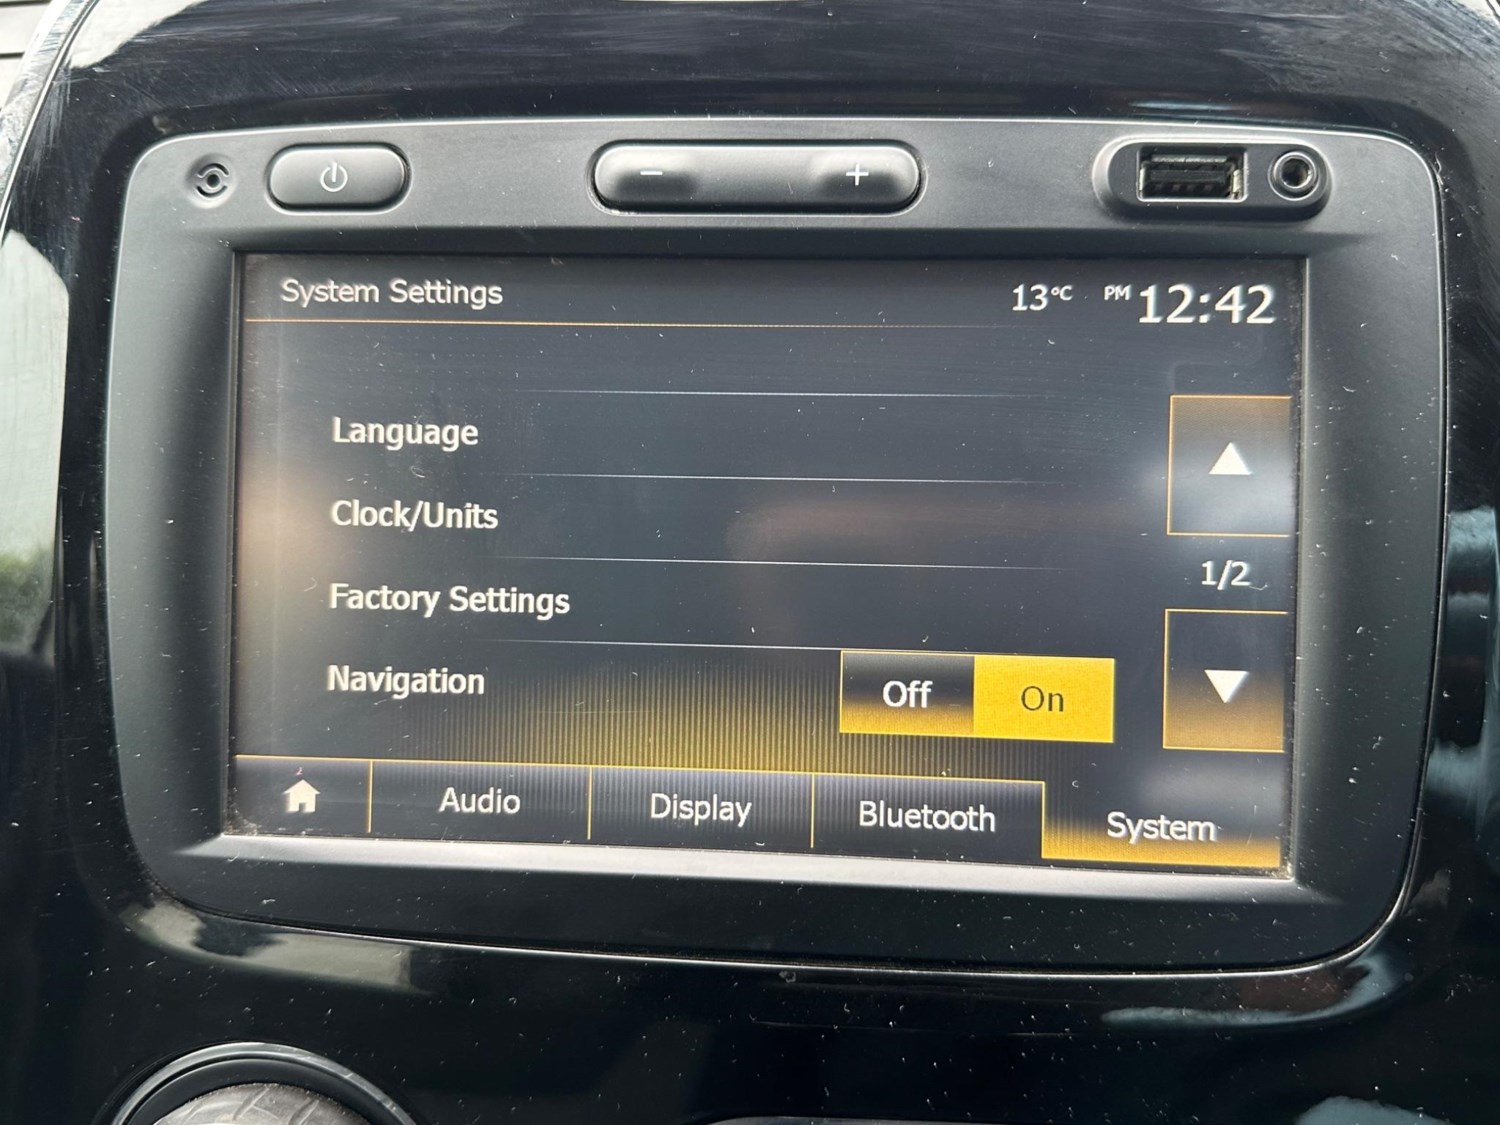 − +
System Settings 13°C PM 12:42
Language
Clock/Units
1/2
Factory Settings
Navigation Off On
Audio Display Bluetooth System